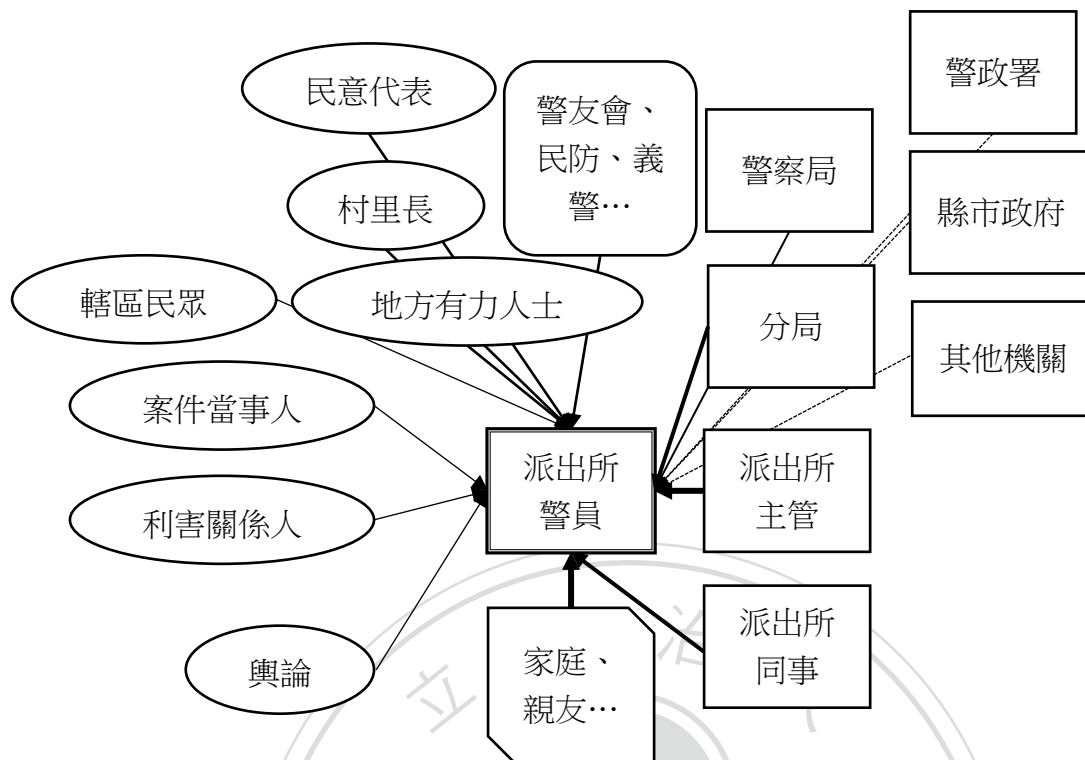 警政署
民意代表
警友會、
民防、義
警…
警察局
村里長
縣市政府
轄區民眾
地方有力人士
分局
其他機關
案件當事人
派出所
警員
派出所
主管
利害關係人
派出所
同事
家庭、
親友…
輿論
立
治